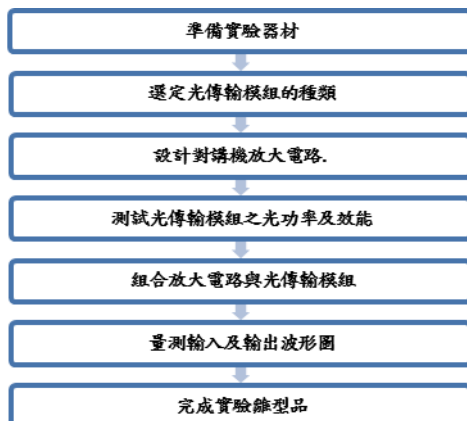 準備實驗器材
選定光傳輸模組的種類
設計對講機放大電路.
測試光傳輸模組之光功率及效能
組合放大電路與光傳輸模組
量測輸入及輸出波形圖
完成實驗雛型品